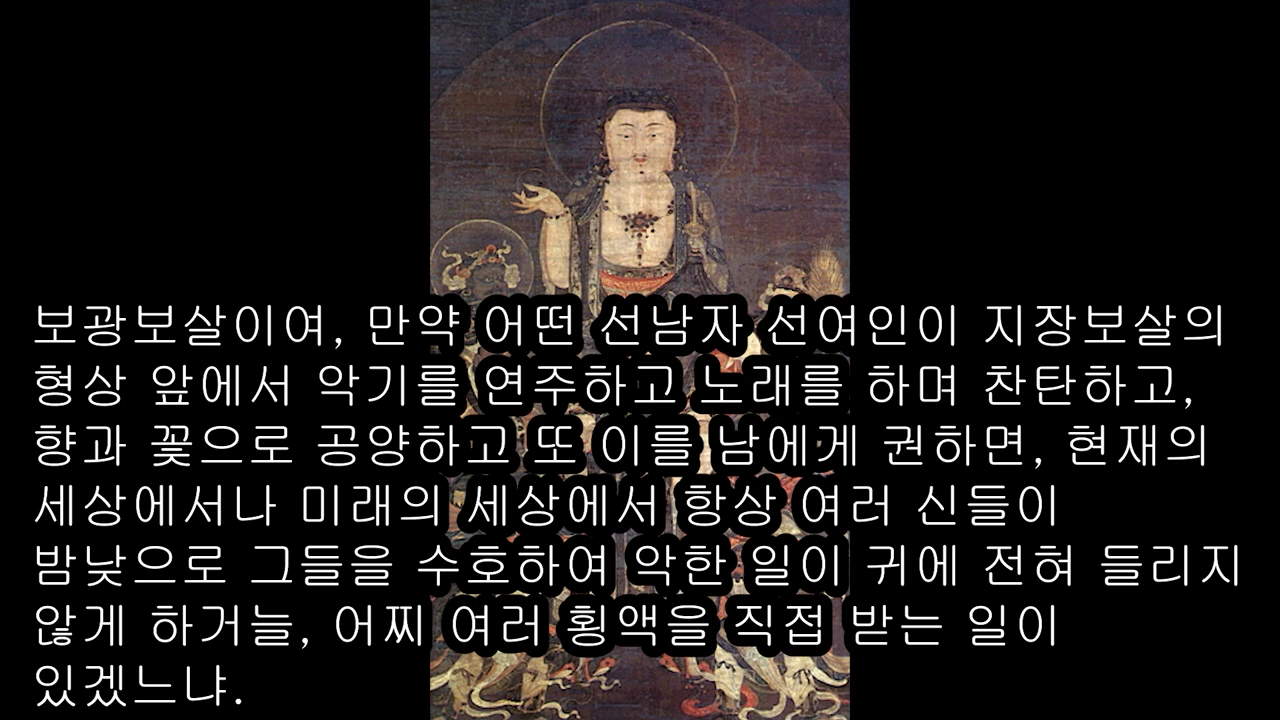 보광보살이여, 만약 어떤 선남자 선여인이 지장보살의
형상 앞에서 악기를 연주하고 노래를 하며 찬탄하고,
향과 꽃으로 공양하고 또 이를 남에게 권하면, 현재의
세상에서나 미래의 세상에서 항상 여러 신들이
밤낮으로 그들을 수호하여 악한 일이 귀에 전혀 들리지
않게 하거늘, 어찌 여러 횡액을 직접 받는 일이
있겠느냐.